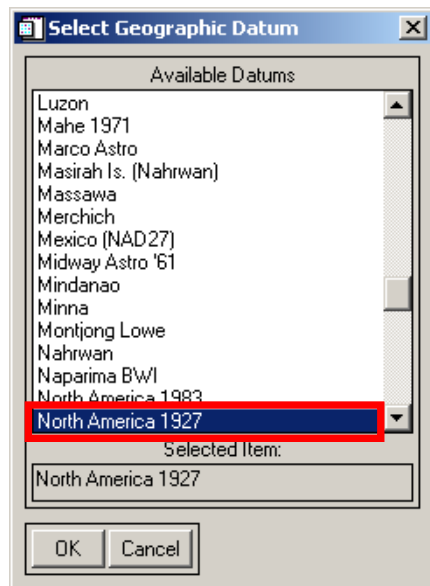 Select Geographic Datum
Available Datums
Luzon
Mahe 1971
Marco Astro
Masirah Is. (Nahrwan)
Massawa
Merchich
Mexico (NAD27)
Midway Astro '61
Mindanao
Minna
Montjong Lowe
Nahrwan
Naparima BWI
North America 1983
North America 1927
Selected Item:
North America 1927
OK Cancel